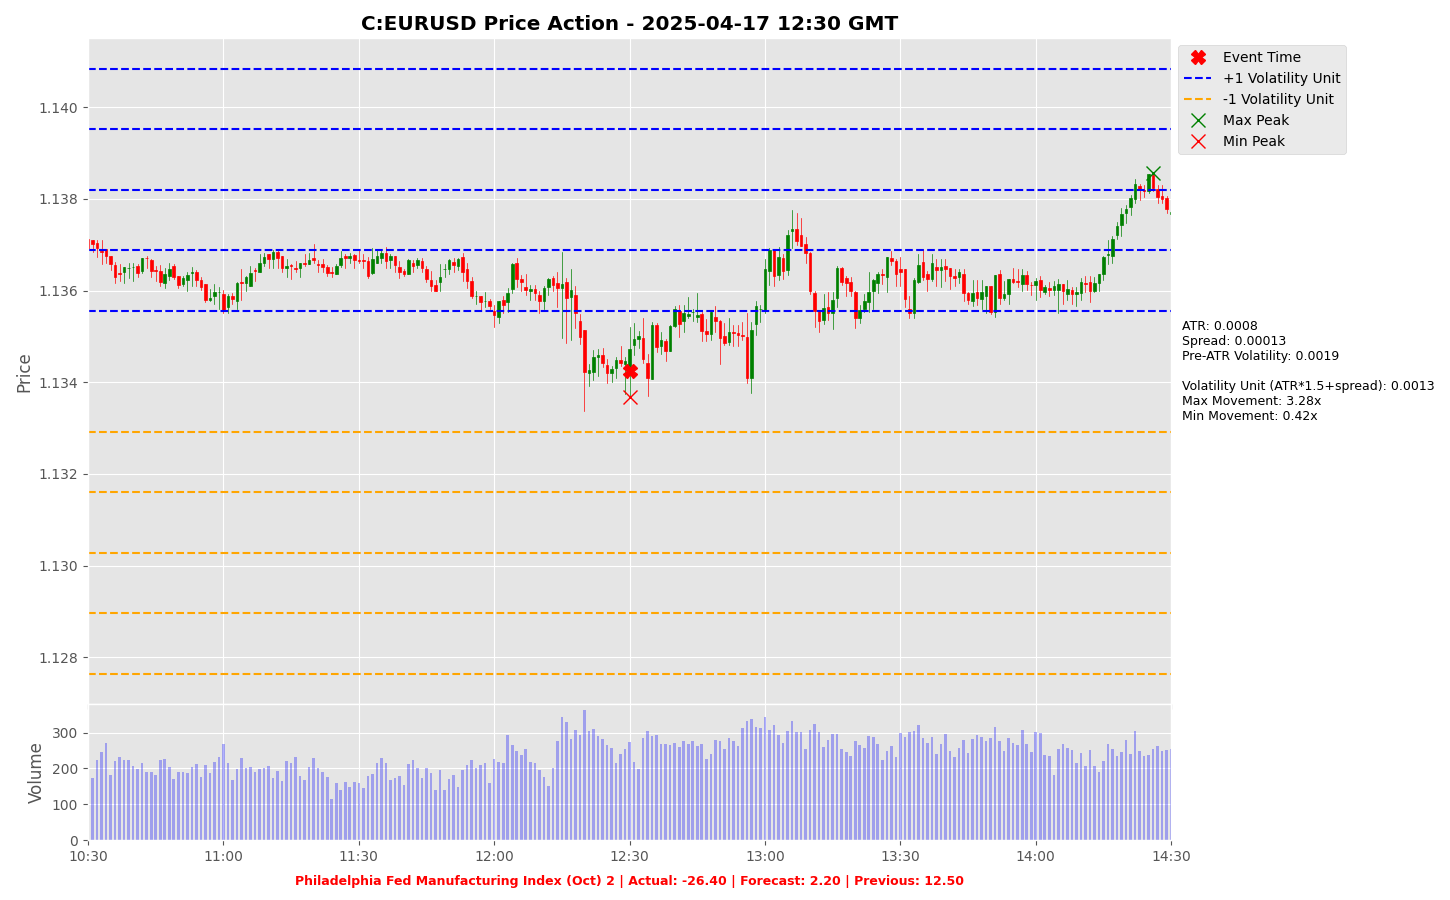 C:EURUSD Price Action - 2025-04-17 12:30 GMT
Event Time
+1 Volatility Unit
-1 Volatility Unit
Max Peak
Min Peak
Price
1.140
1.138
1.136
1.134
1.132
1.130
1.128
ATR: 0.0008
Spread: 0.00013
Pre-ATR Volatility: 0.0019
Volatility Unit (ATR*1.5+spread): 0.0013
Max Movement: 3.28x
Min Movement: 0.42x
Volume
300
200
100
0
10:30 11:00 11:30 12:00 12:30 13:00 13:30 14:00 14:30
Philadelphia Fed Manufacturing Index (Oct) 2 | Actual: -26.40 | Forecast: 2.20 | Previous: 12.50